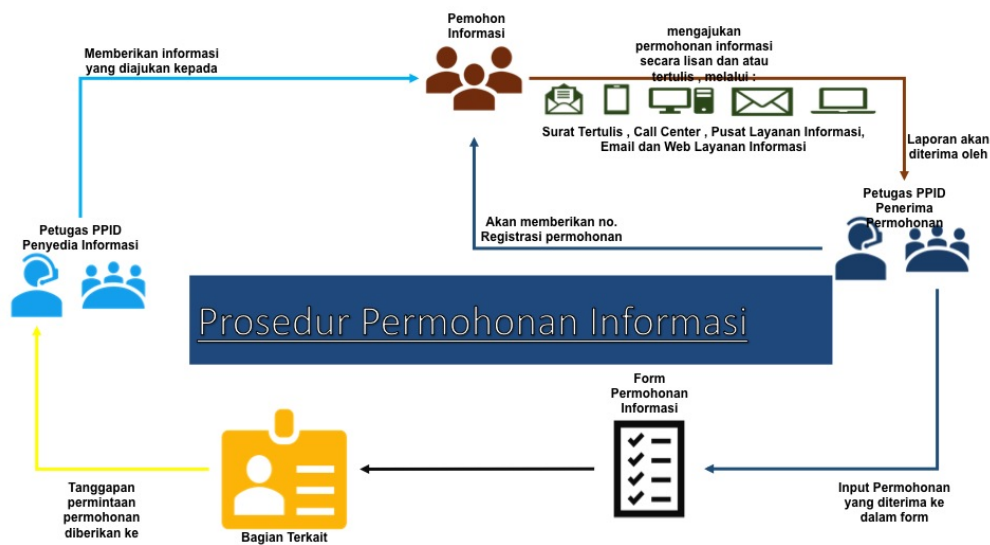 Pemohon
Informasi
mengajukan
permohonan informasi
secara lisan dan atau
tertulis , melalui :
Surat Tertulis , Call Center , Pusat Layanan Informasi,
Email dan Web Layanan Informasi
Memberikan informasi
yang diajukan kepada
Laporan akan
diterima oleh
Petugas PPID
Penerima
Permohonan
Akan memberikan no.
Registrasi permohonan
Petugas PPID
Penyedia Informasi
Prosedur Permohonan Informasi
Form
Permohonan
Informasi
Input Permohonan
yang diterima ke
dalam form
Bagian Terkait
Tanggapan
permintaan
permohonan
diberikan ke